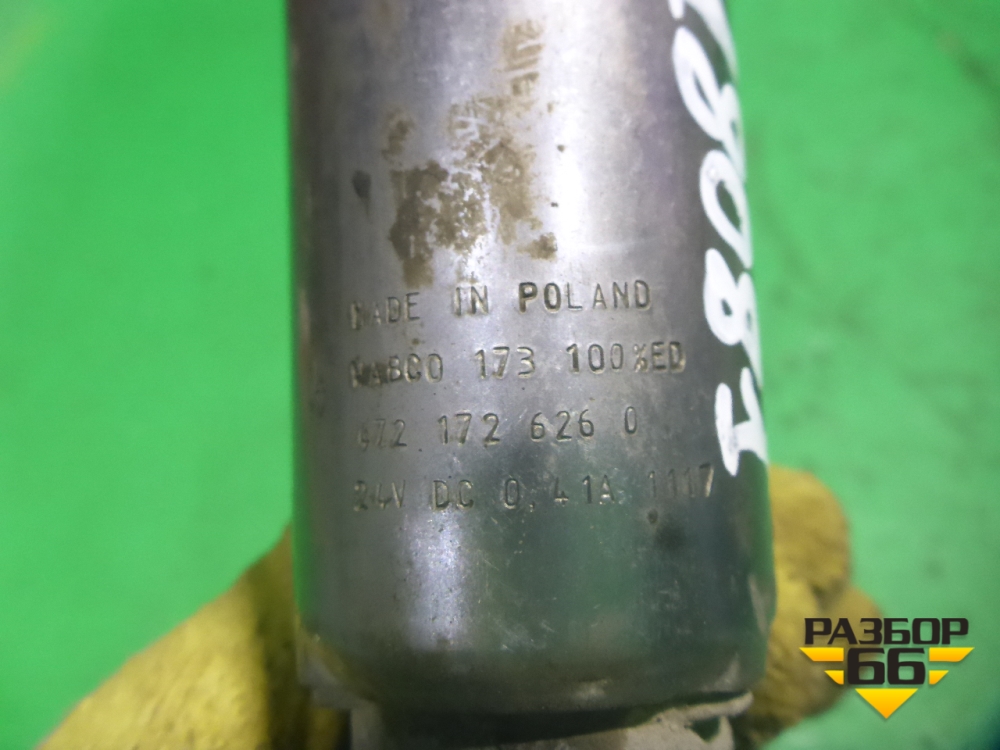 MADE IN POLAND
WABCO 173 100%ED
472 172 626 0
24V DC 0,41A 1117
РАЗБОР
66